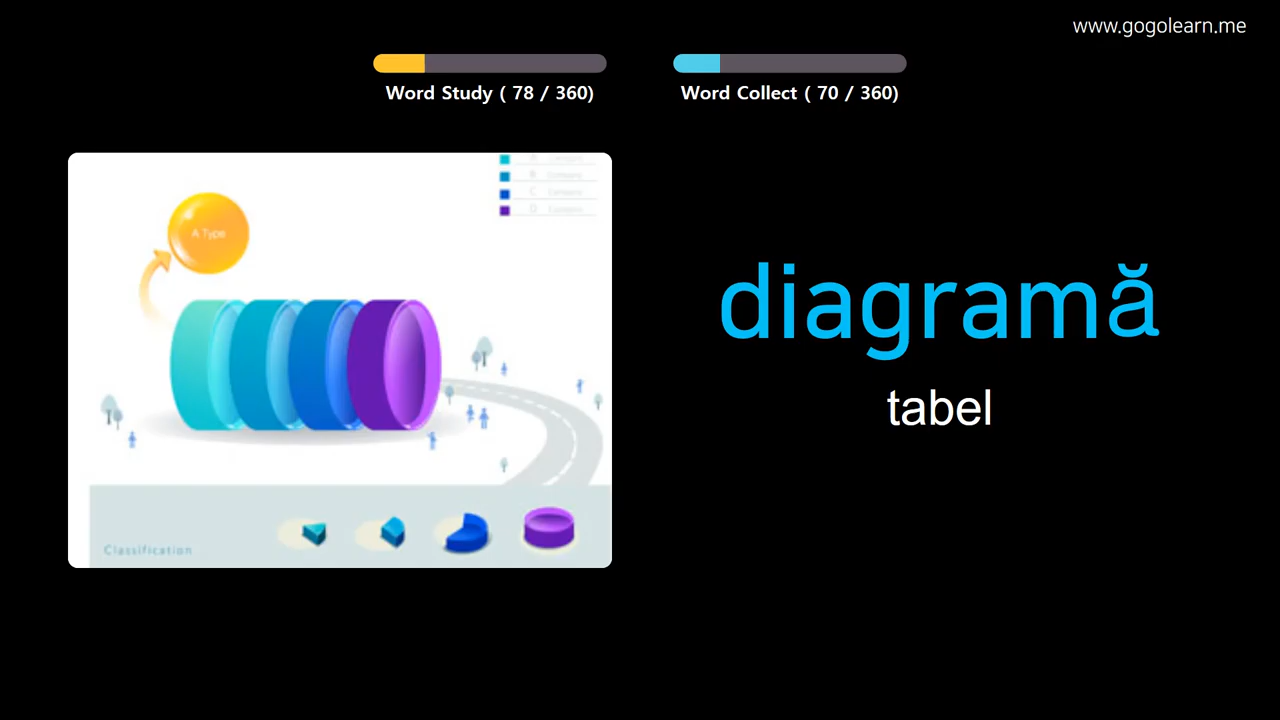 www.gogolearn.me
Word Study ( 78 / 360)
Word Collect ( 70 / 360)
A Type
B
C
D
diagramă
tabel
Classification